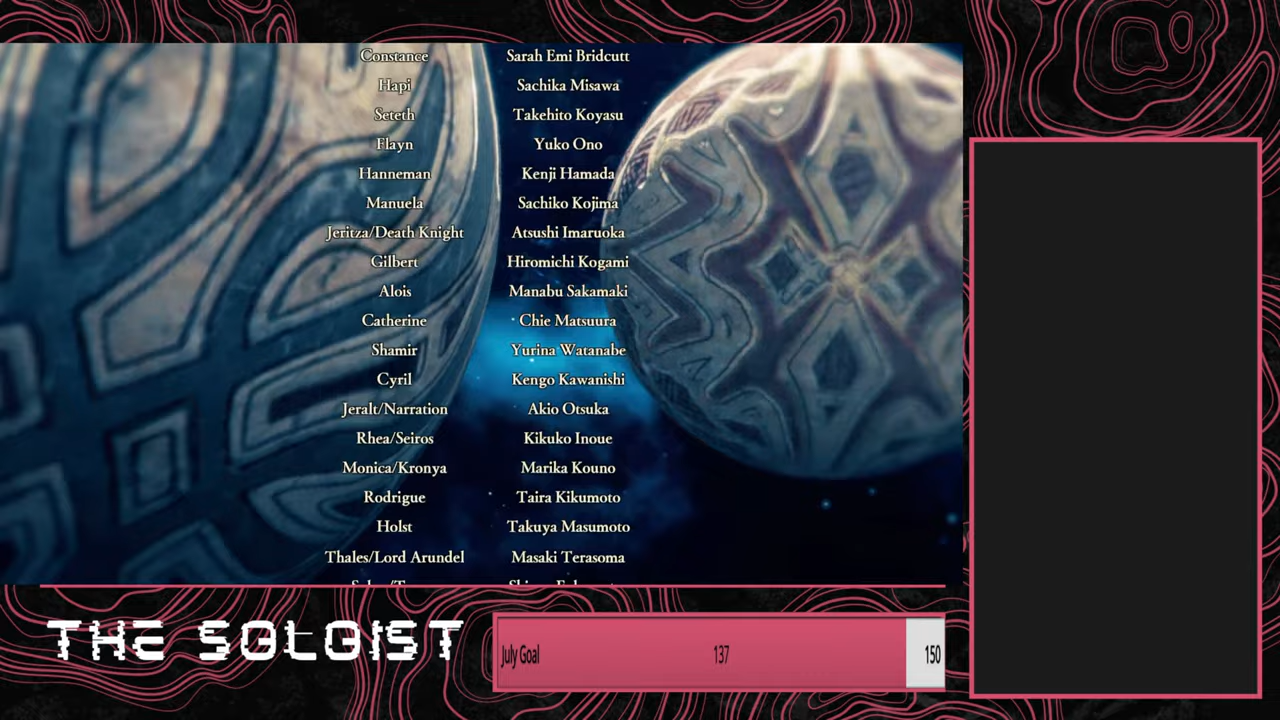 Constance Sarah Emi Bridcutt
Hapi Sachika Misawa
Seteth Takehito Koyasu
Flayn Yuko Ono
Hanneman Kenji Hamada
Manuela Sachiko Kojima
Jeritza/Death Knight Atsushi Imaruoka
Gilbert Hiromichi Kogami
Alois Manabu Sakamaki
Catherine Chie Matsuura
Shamir Yurina Watanabe
Cyril Kengo Kawanishi
Jeralt/Narration Akio Otsuka
Rhea/Seiros Kikuko Inoue
Monica/Kronya Marika Kouno
Rodrigue Taira Kikumoto
Holst Takuya Masumoto
Thales/Lord Arundel Masaki Terasoma
THE SOLOIST
July Goal 137 150